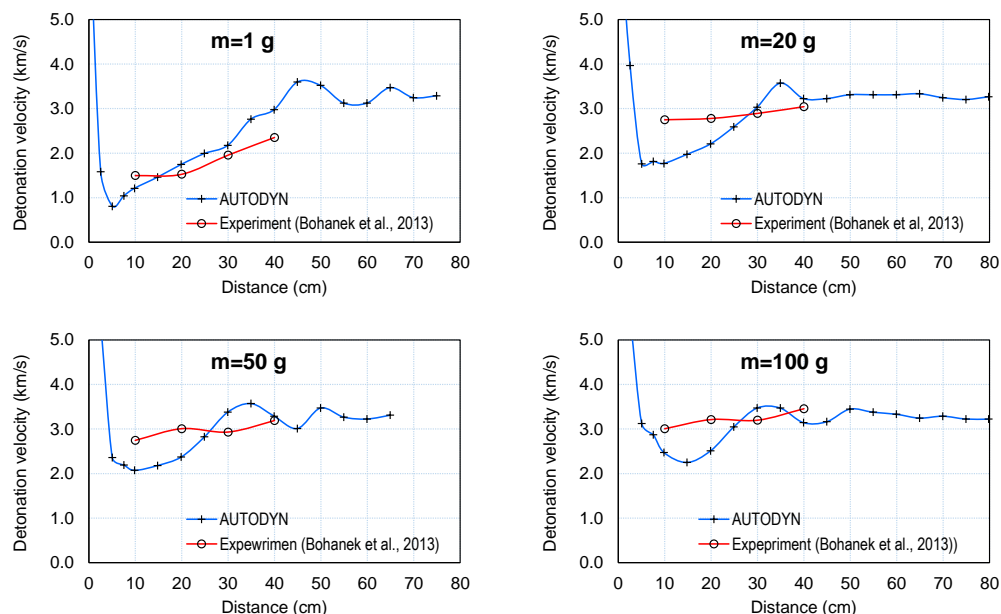 m=1 g
Detonation velocity (km/s)
5.0
4.0
3.0
2.0
1.0
0.0
AUTODYN
Experiment (Bohanek et al., 2013)
0 10 20 30 40 50 60 70 80
Distance (cm)
m=20 g
Detonation velocity (km/s)
5.0
4.0
3.0
2.0
1.0
0.0
AUTODYN
Experiment (Bohanek et al, 2013)
0 10 20 30 40 50 60 70 80
Distance (cm)
m=50 g
Detonation velocity (km/s)
5.0
4.0
3.0
2.0
1.0
0.0
AUTODYN
Expewrimen (Bohanek et al., 2013)
0 10 20 30 40 50 60 70 80
Distance (cm)
m=100 g
Detonation velocity (km/s)
5.0
4.0
3.0
2.0
1.0
0.0
AUTODYN
Expepriment (Bohanek et al., 2013))
0 10 20 30 40 50 60 70 80
Distance (cm)